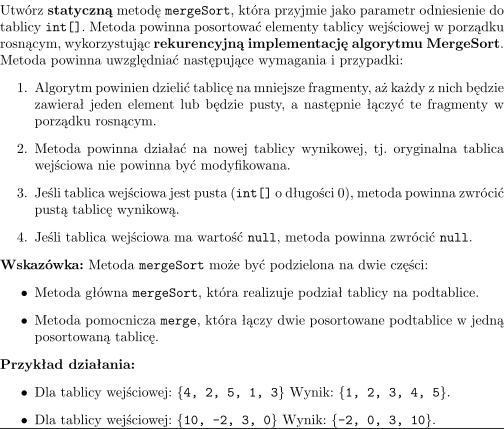 Utwórz statyczną metodę mergeSort, która przyjmie jako parametr odniesienie do
tablicy int[]. Metoda powinna posortować elementy tablicy wejściowej w porządku
rosnącym, wykorzystując rekurencyjną implementację algorytmu MergeSort.
Metoda powinna uwzględniać następujące wymagania i przypadki:
1. Algorytm powinien dzielić tablicę na mniejsze fragmenty, aż każdy z nich będzie
zawierał jeden element lub będzie pusty, a następnie łączyć te fragmenty w
porządku rosnącym.
2. Metoda powinna działać na nowej tablicy wynikowej, tj. oryginalna tablica
wejściowa nie powinna być modyfikowana.
3. Jeśli tablica wejściowa jest pusta (int[] o długości 0), metoda powinna zwrócić
pustą tablicę wynikową.
4. Jeśli tablica wejściowa ma wartość null, metoda powinna zwrócić null.
Wskazówka: Metoda mergeSort może być podzielona na dwie części:
• Metoda główna mergeSort, która realizuje podział tablicy na podtablice.
• Metoda pomocnicza merge, która łączy dwie posortowane podtablice w jedną
posortowaną tablicę.
Przykład działania:
• Dla tablicy wejściowej: {4, 2, 5, 1, 3} Wynik: {1, 2, 3, 4, 5}.
• Dla tablicy wejściowej: {10, -2, 3, 0} Wynik: {-2, 0, 3, 10}.